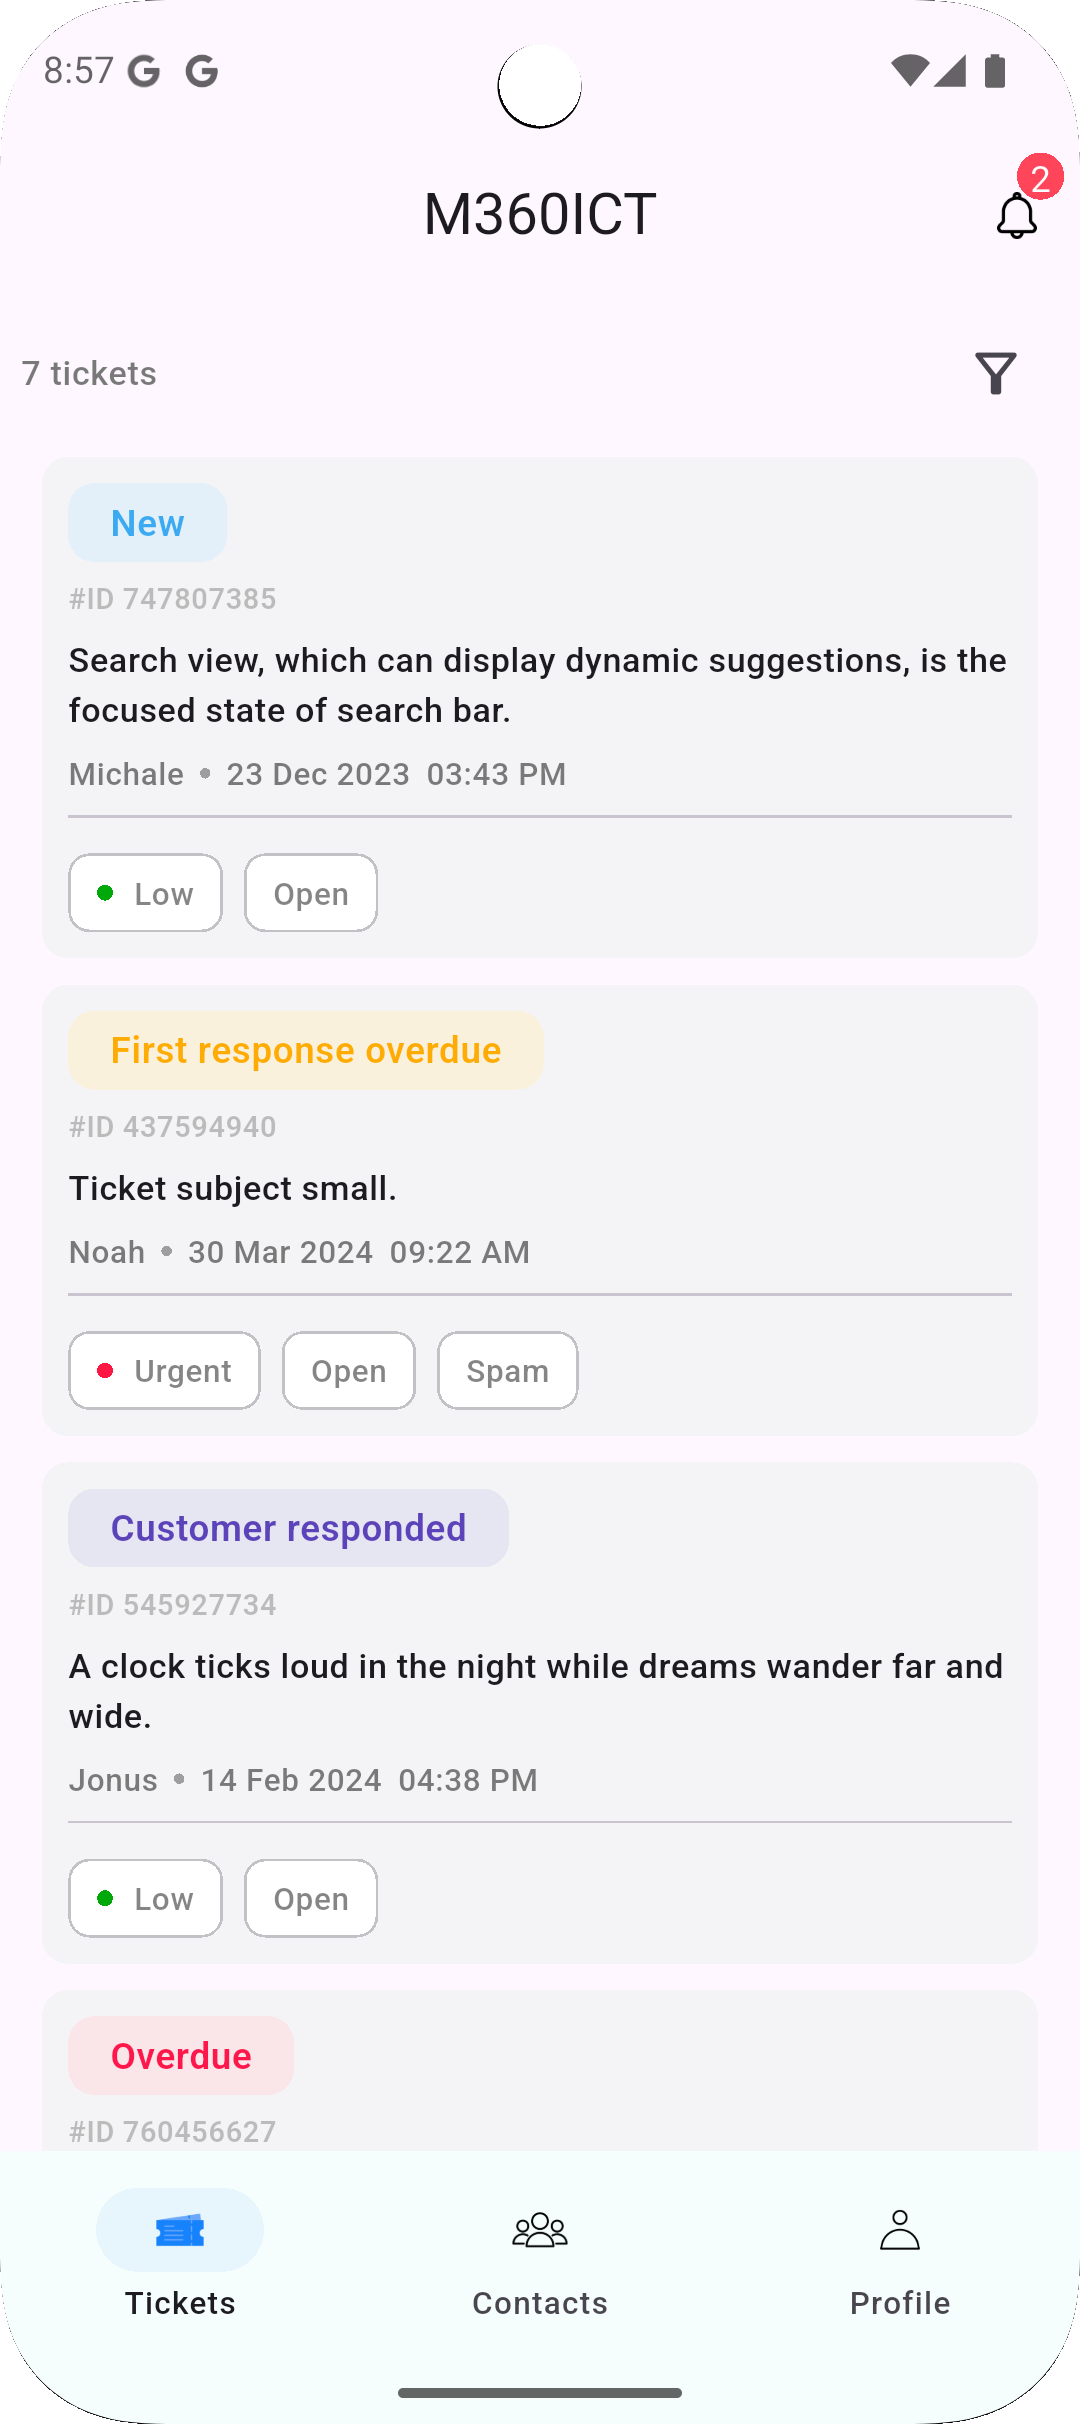 8:57
M360ICT
2
7 tickets
New
#ID 747807385
Search view, which can display dynamic suggestions, is the
focused state of search bar.
Michale • 23 Dec 2023 03:43 PM
Low Open
First response overdue
#ID 437594940
Ticket subject small.
Noah • 30 Mar 2024 09:22 AM
Urgent Open Spam
Customer responded
#ID 545927734
A clock ticks loud in the night while dreams wander far and
wide.
Jonus • 14 Feb 2024 04:38 PM
Low Open
Overdue
#ID 760456627
Tickets Contacts Profile